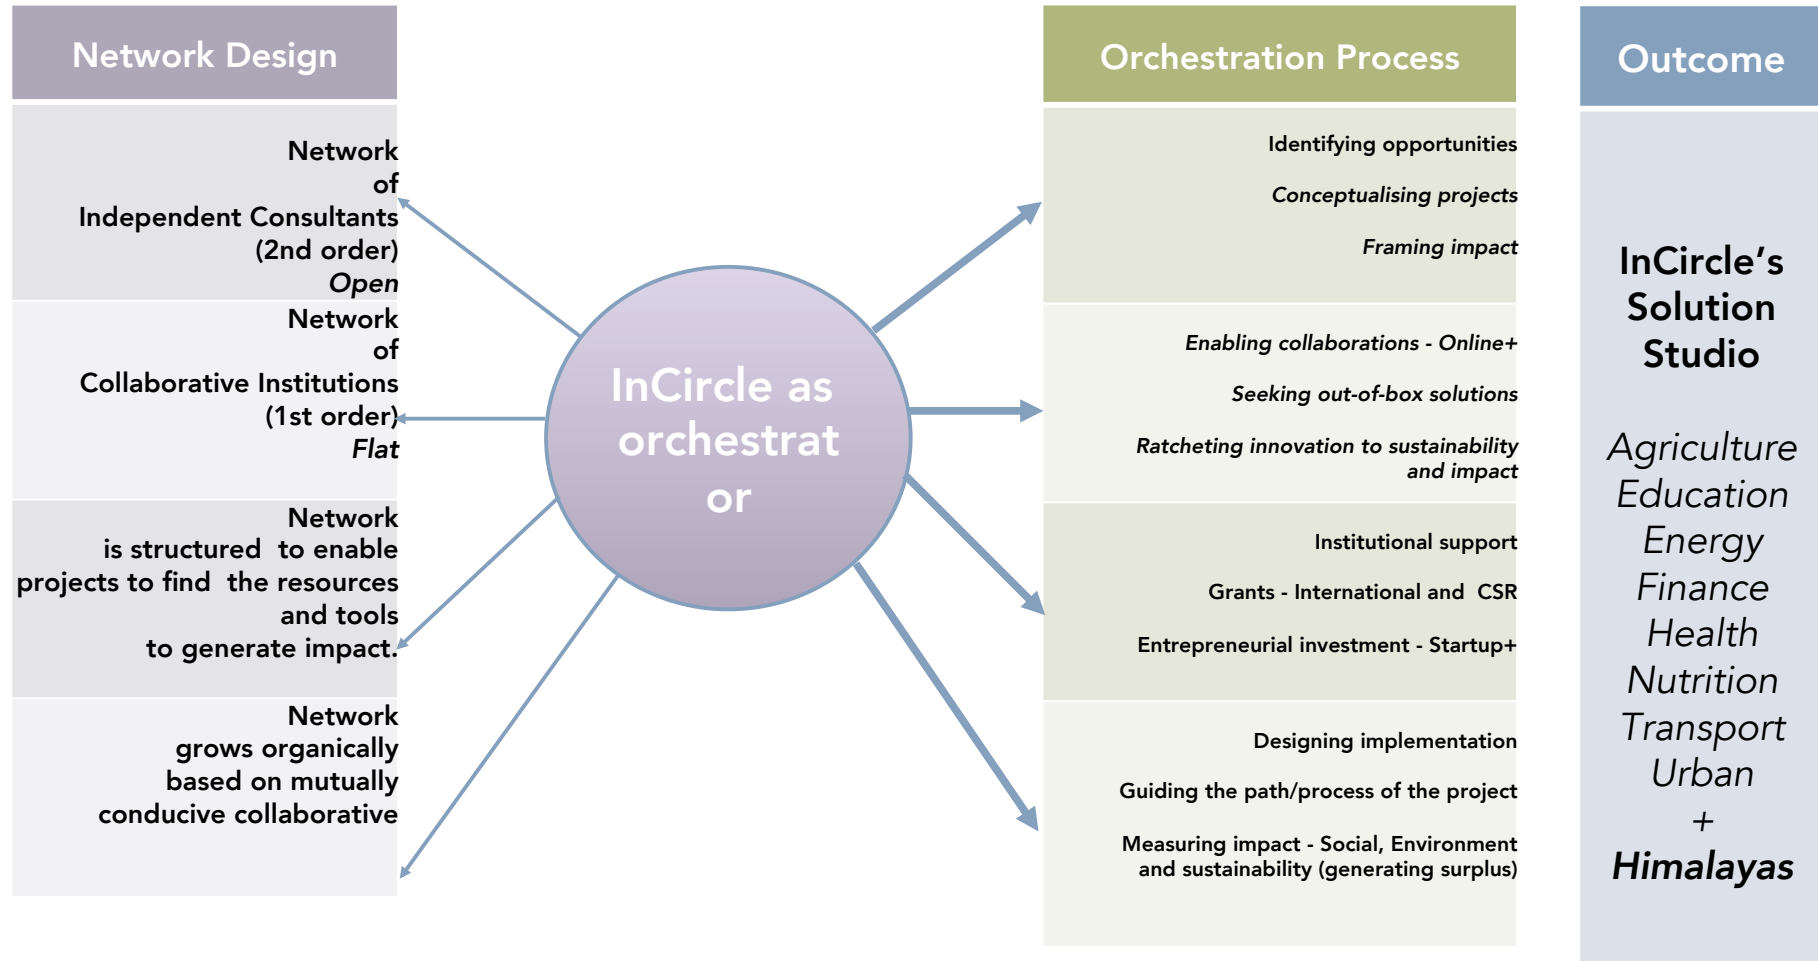 Network Design
Network
of
Independent Consultants
(2nd order)
Open
Network
of
Collaborative Institutions
(1st order)
Flat
Network
is structured  to enable
projects to find  the resources
and tools
to generate impact.
Network
grows organically
based on mutually
conducive collaborative
InCircle as
orchestrat
or
Orchestration Process
Identifying opportunities
Conceptualising projects
Framing impact
Enabling collaborations - Online+
Seeking out-of-box solutions
Ratcheting innovation to sustainability
and impact
Institutional support
Grants - International and  CSR
Entrepreneurial investment - Startup+
Designing implementation
Guiding the path/process of the project
Measuring impact - Social, Environment
and sustainability (generating surplus)
Outcome
InCircle’s
Solution
Studio
Agriculture
Education
Energy
Finance
Health
Nutrition
Transport
Urban
+
Himalayas